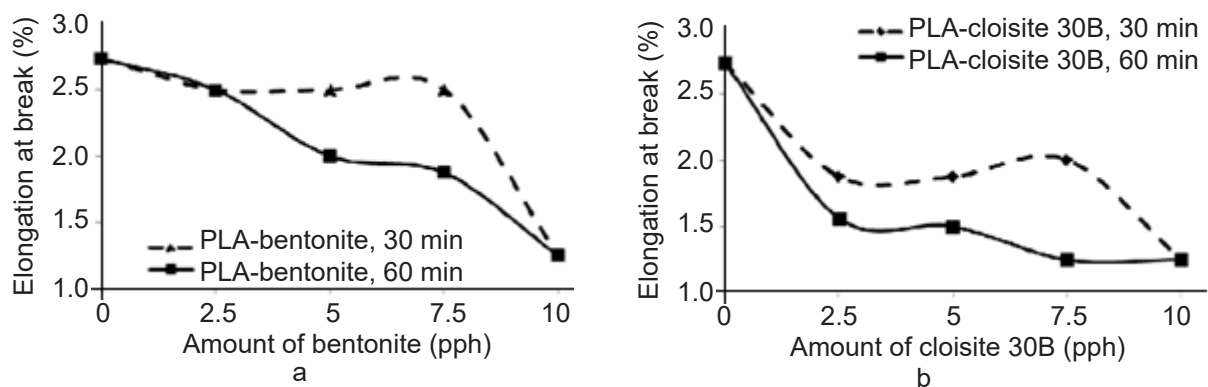 Elongation at break (%)
3.0
2.5
2.0
1.5
1.0
PLA-bentonite, 30 min
PLA-bentonite, 60 min
0 2.5 5 7.5 10
Amount of bentonite (pph)
a
Elongation at break (%)
3.0
2.5
2.0
1.5
1.0
PLA-cloisite 30B, 30 min
PLA-cloisite 30B, 60 min
0 2.5 5 7.5 10
Amount of cloisite 30B (pph)
b